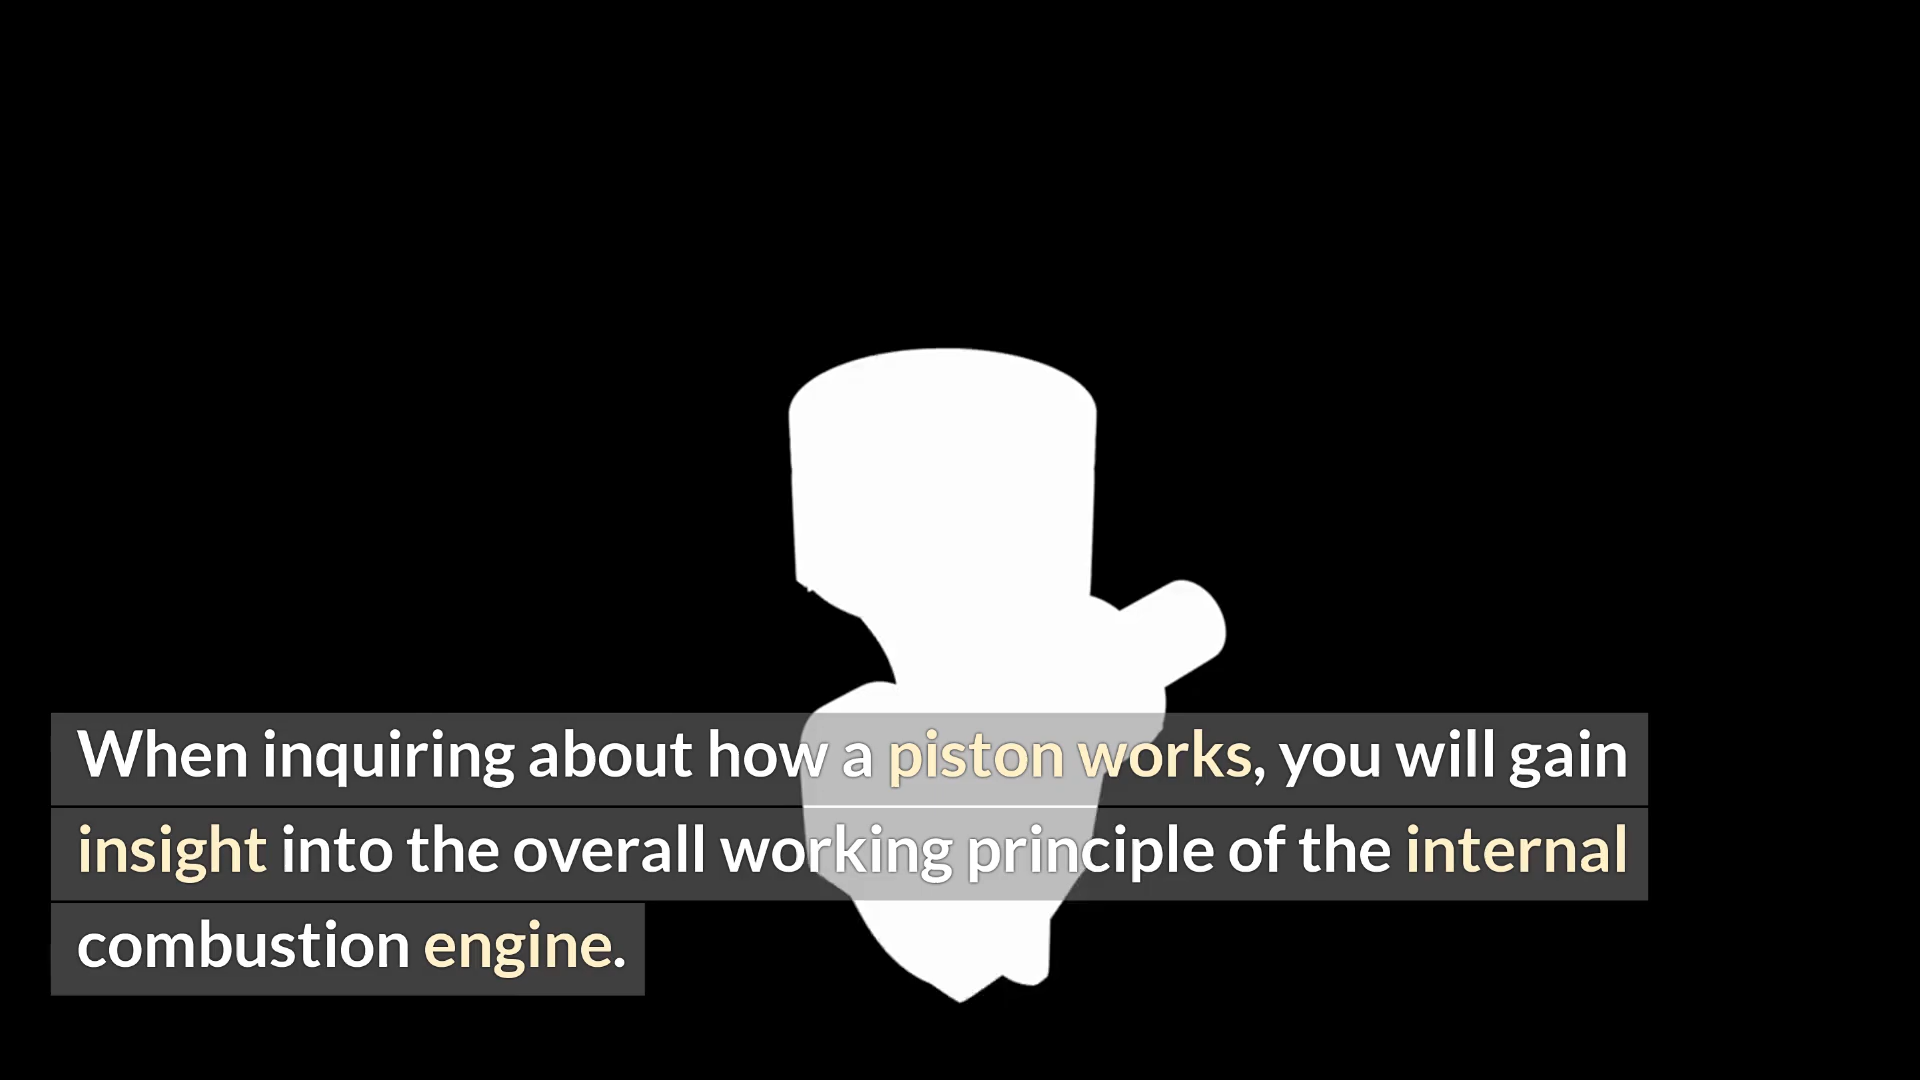 When inquiring about how a piston works, you will gain
insight into the overall working principle of the internal
combustion engine.